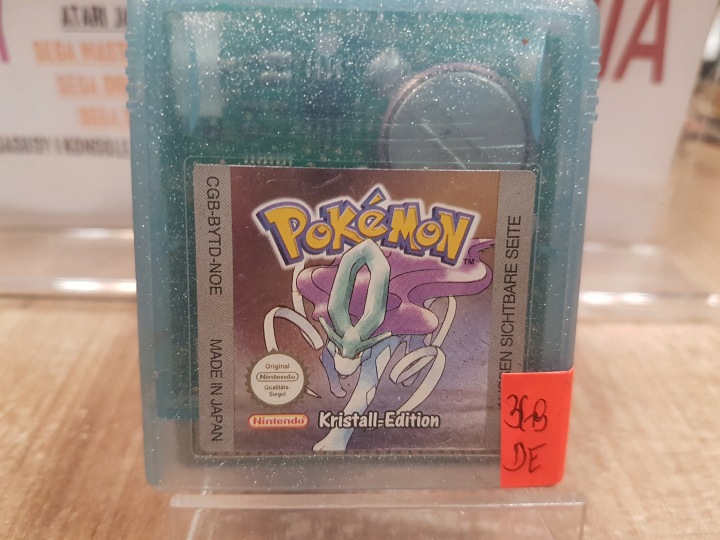 ATARI
SEGA
SEGA
POKéMON
TM
CGB-BYTD-NOE
MADE IN JAPAN
SICHTBARE SEITE
Original
Nintendo
Qualitäts-
Siegel
Nintendo
Kristall-Edition
DE